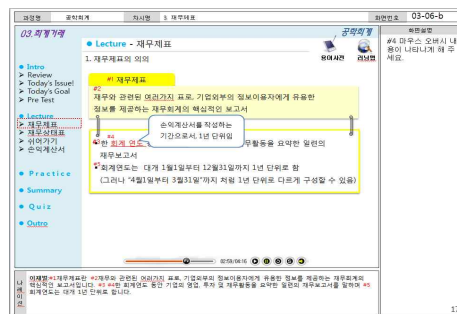 과정명 공학회계 차시명 3 재무제표 화면번호 03-06-b
03.회계거래
공학회계
화면설명
#4 마우스 오버시 내
용이 나타나게 해 주
세요.
Lecture - 재무제표
용어사전 러닝맵
1. 재무제표의 의의
Intro
Review
Today's Issue!
Today's Goal
Pre Test
Lecture
재무제표
재무상태표
쉬어가기
손익계산서
Practice
Summary
Quiz
Outro
#1 재무제표
#2
재무와 관련된 여러가지 표로, 기업외부의 정보이용자에게 유용한
정보를 제공하는 재무회계의 핵심적인 보고서
손익계산서를 작성하는
기간으로서, 1년 단위임
#4
#3한 회계 연도 무활동을 요약한 일련의
재무보고서
#5
회계연도는 대개 1월1일부터 12월31일까지 1년 단위로 함
(그러나 "4월1일부터 3월31일"까지 처럼 1년 단위로 다르게 구성할 수 있음)
02:59/04:16
나레이션
이재열:#1재무제표란 #2재무와 관련된 여러가지 표로, 기업외부의 정보이용자에게 유용한 정보를 제공하는 재무회계의
핵심적인 보고서입니다. #3 #4한 회계연도 동안 기업의 영업, 투자 및 재무활동을 요약한 일련의 재무보고서를 말하며 #5
회계연도는 대개 1년 단위로 합니다.
17